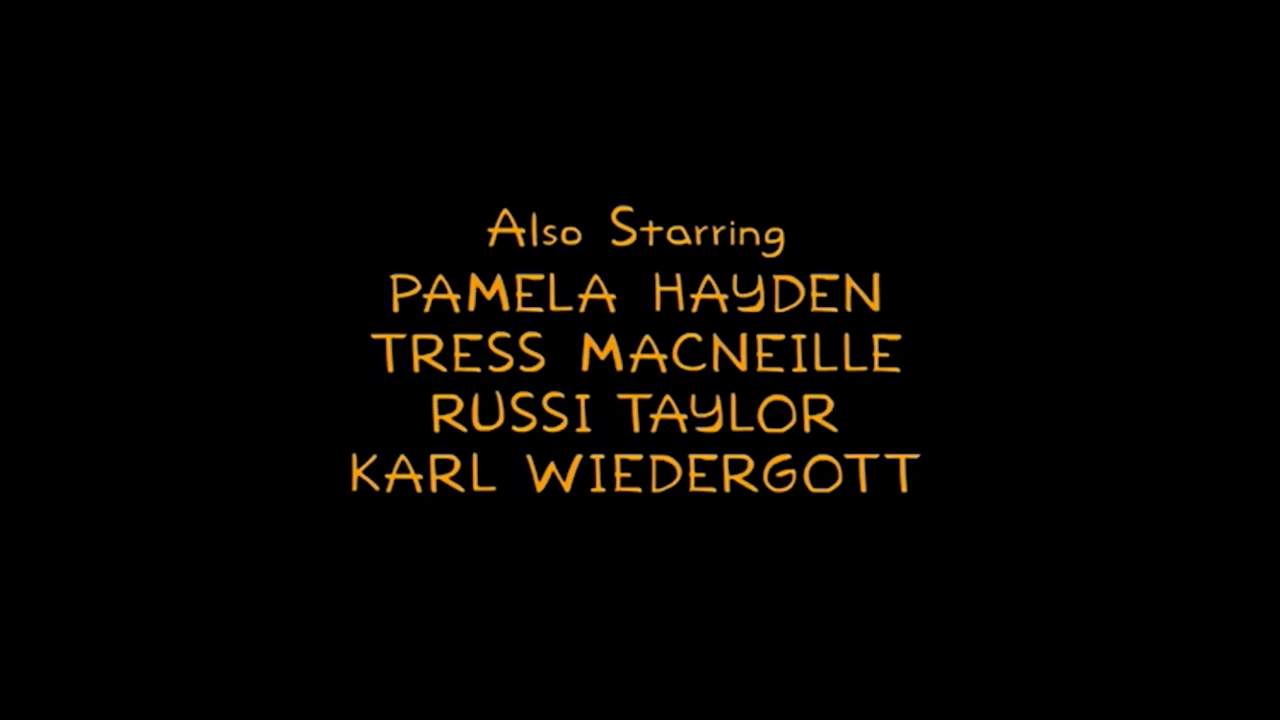 Also Starring
PAMELA HAYDEN
TRESS MACNEILLE
RUSSI TAYLOR
KARL WIEDERGOTT